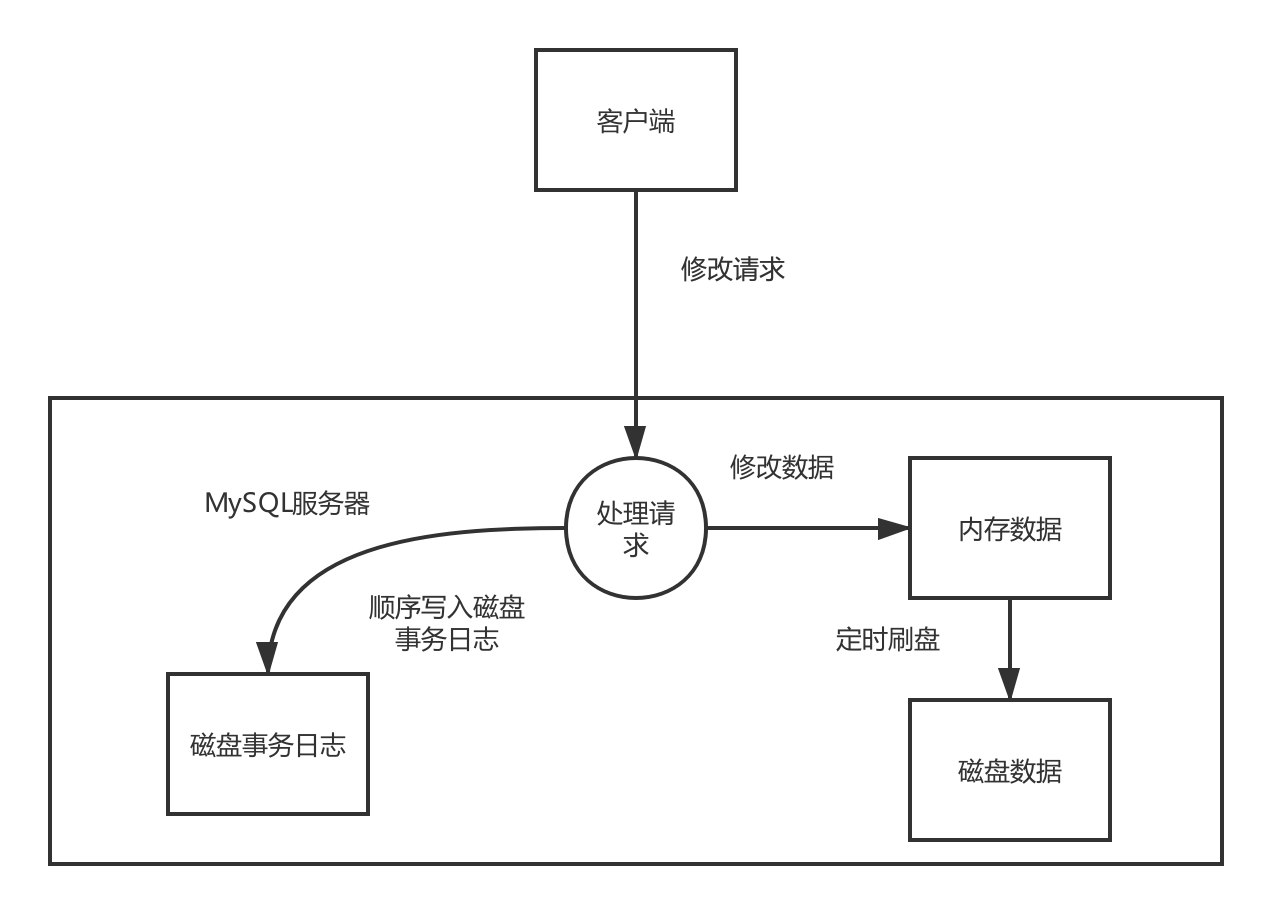 客户端
修改请求
修改数据
MySQL服务器
处理请
求
内存数据
顺序写入磁盘
事务日志
定时刷盘
磁盘事务日志
磁盘数据